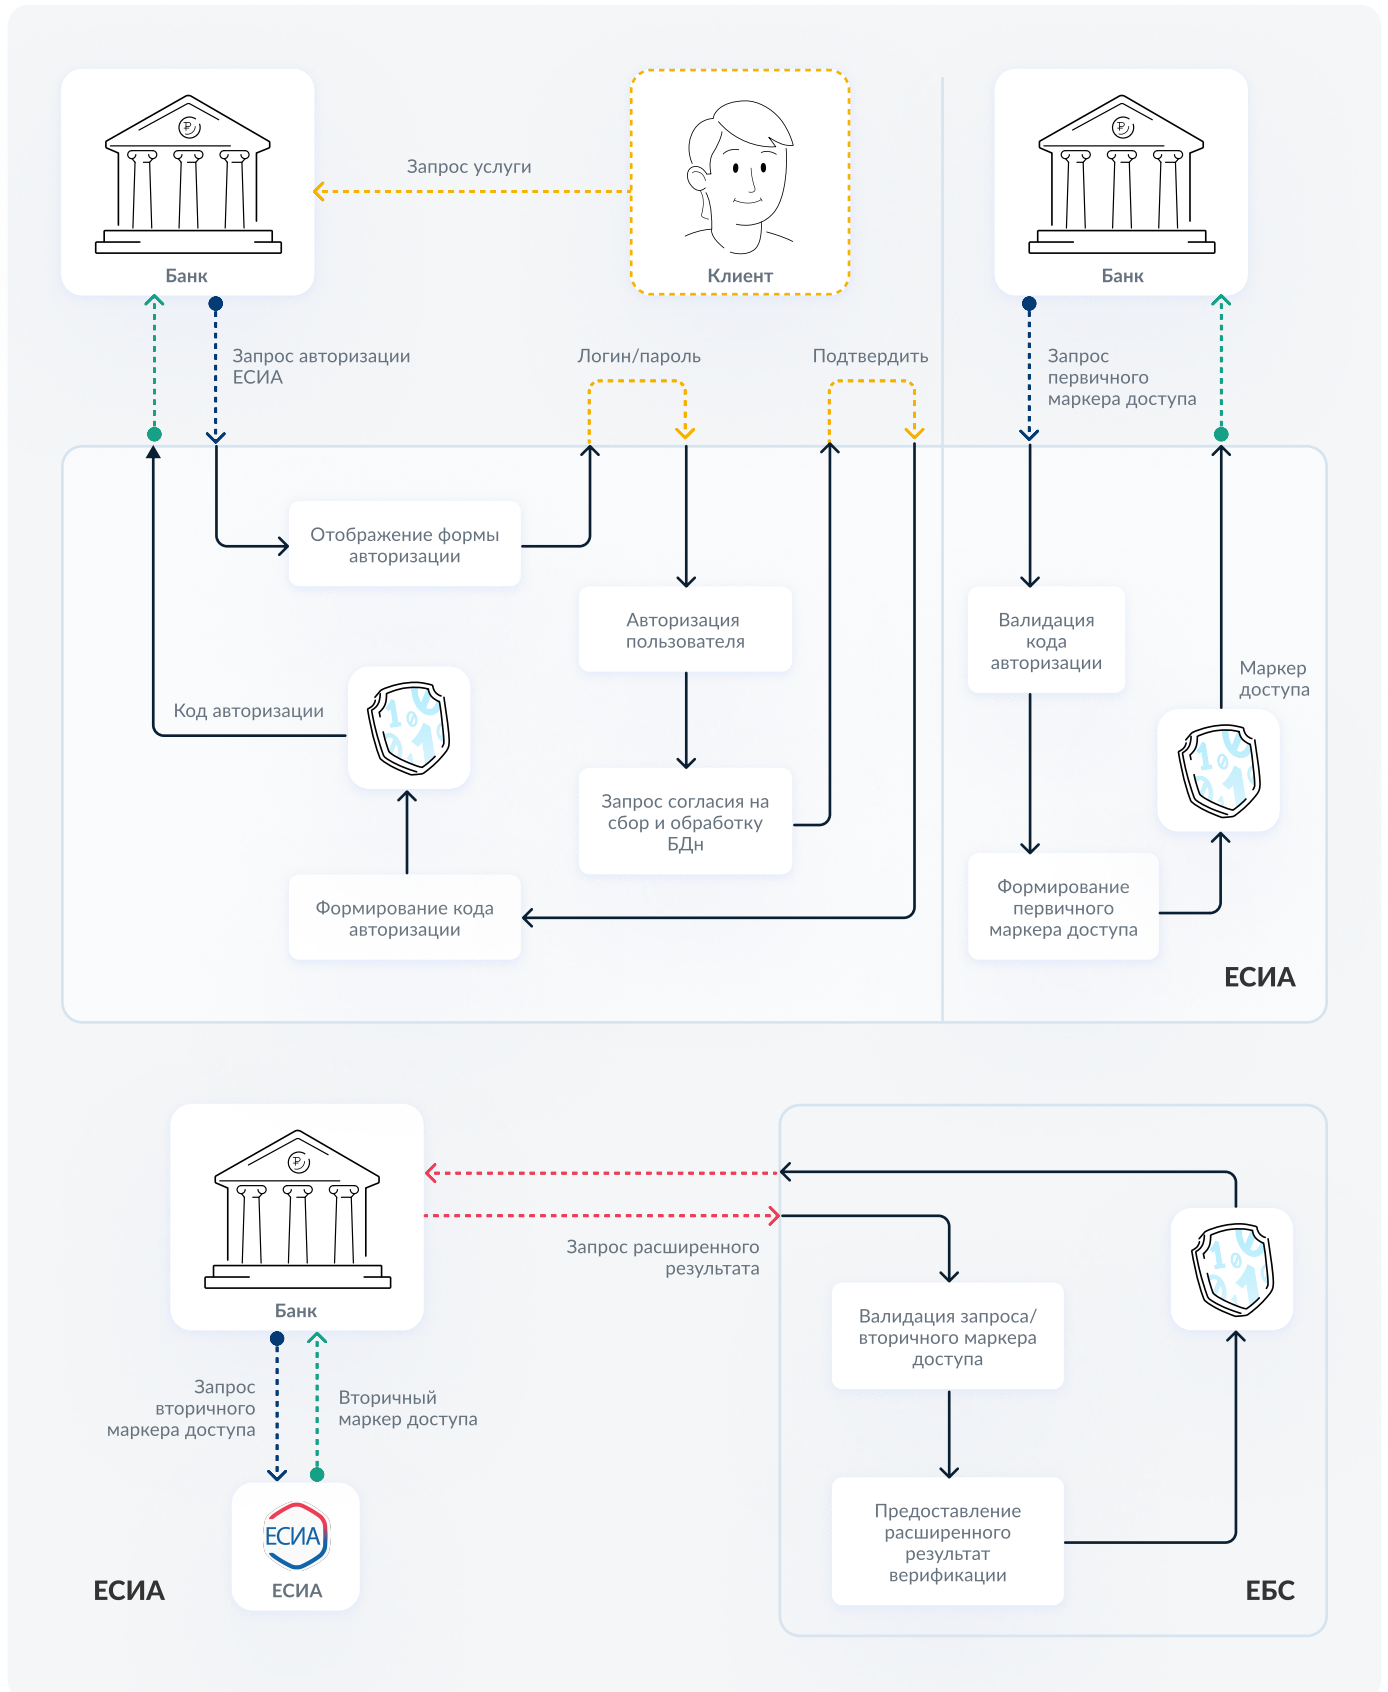 Запрос услуги
Банк
Клиент
Банк
Запрос авторизации
ЕСИА
Логин/пароль
Подтвердить
Запрос
первичного
маркера доступа
Отображение формы
авторизации
Авторизация
пользователя
Валидация
кода
авторизации
Маркер
доступа
Код авторизации
Запрос согласия на
сбор и обработку
БДн
Формирование кода
авторизации
Формирование
первичного
маркера доступа
ЕСИА
Банк
Запрос расширенного
результата
Валидация запроса/
вторичного маркера
доступа
Запрос
вторичного
маркера доступа
Вторичный
маркер доступа
Предоставление
расширенного
результат
верификации
ЕСИА
ЕСИА
ЕСИА
ЕБС